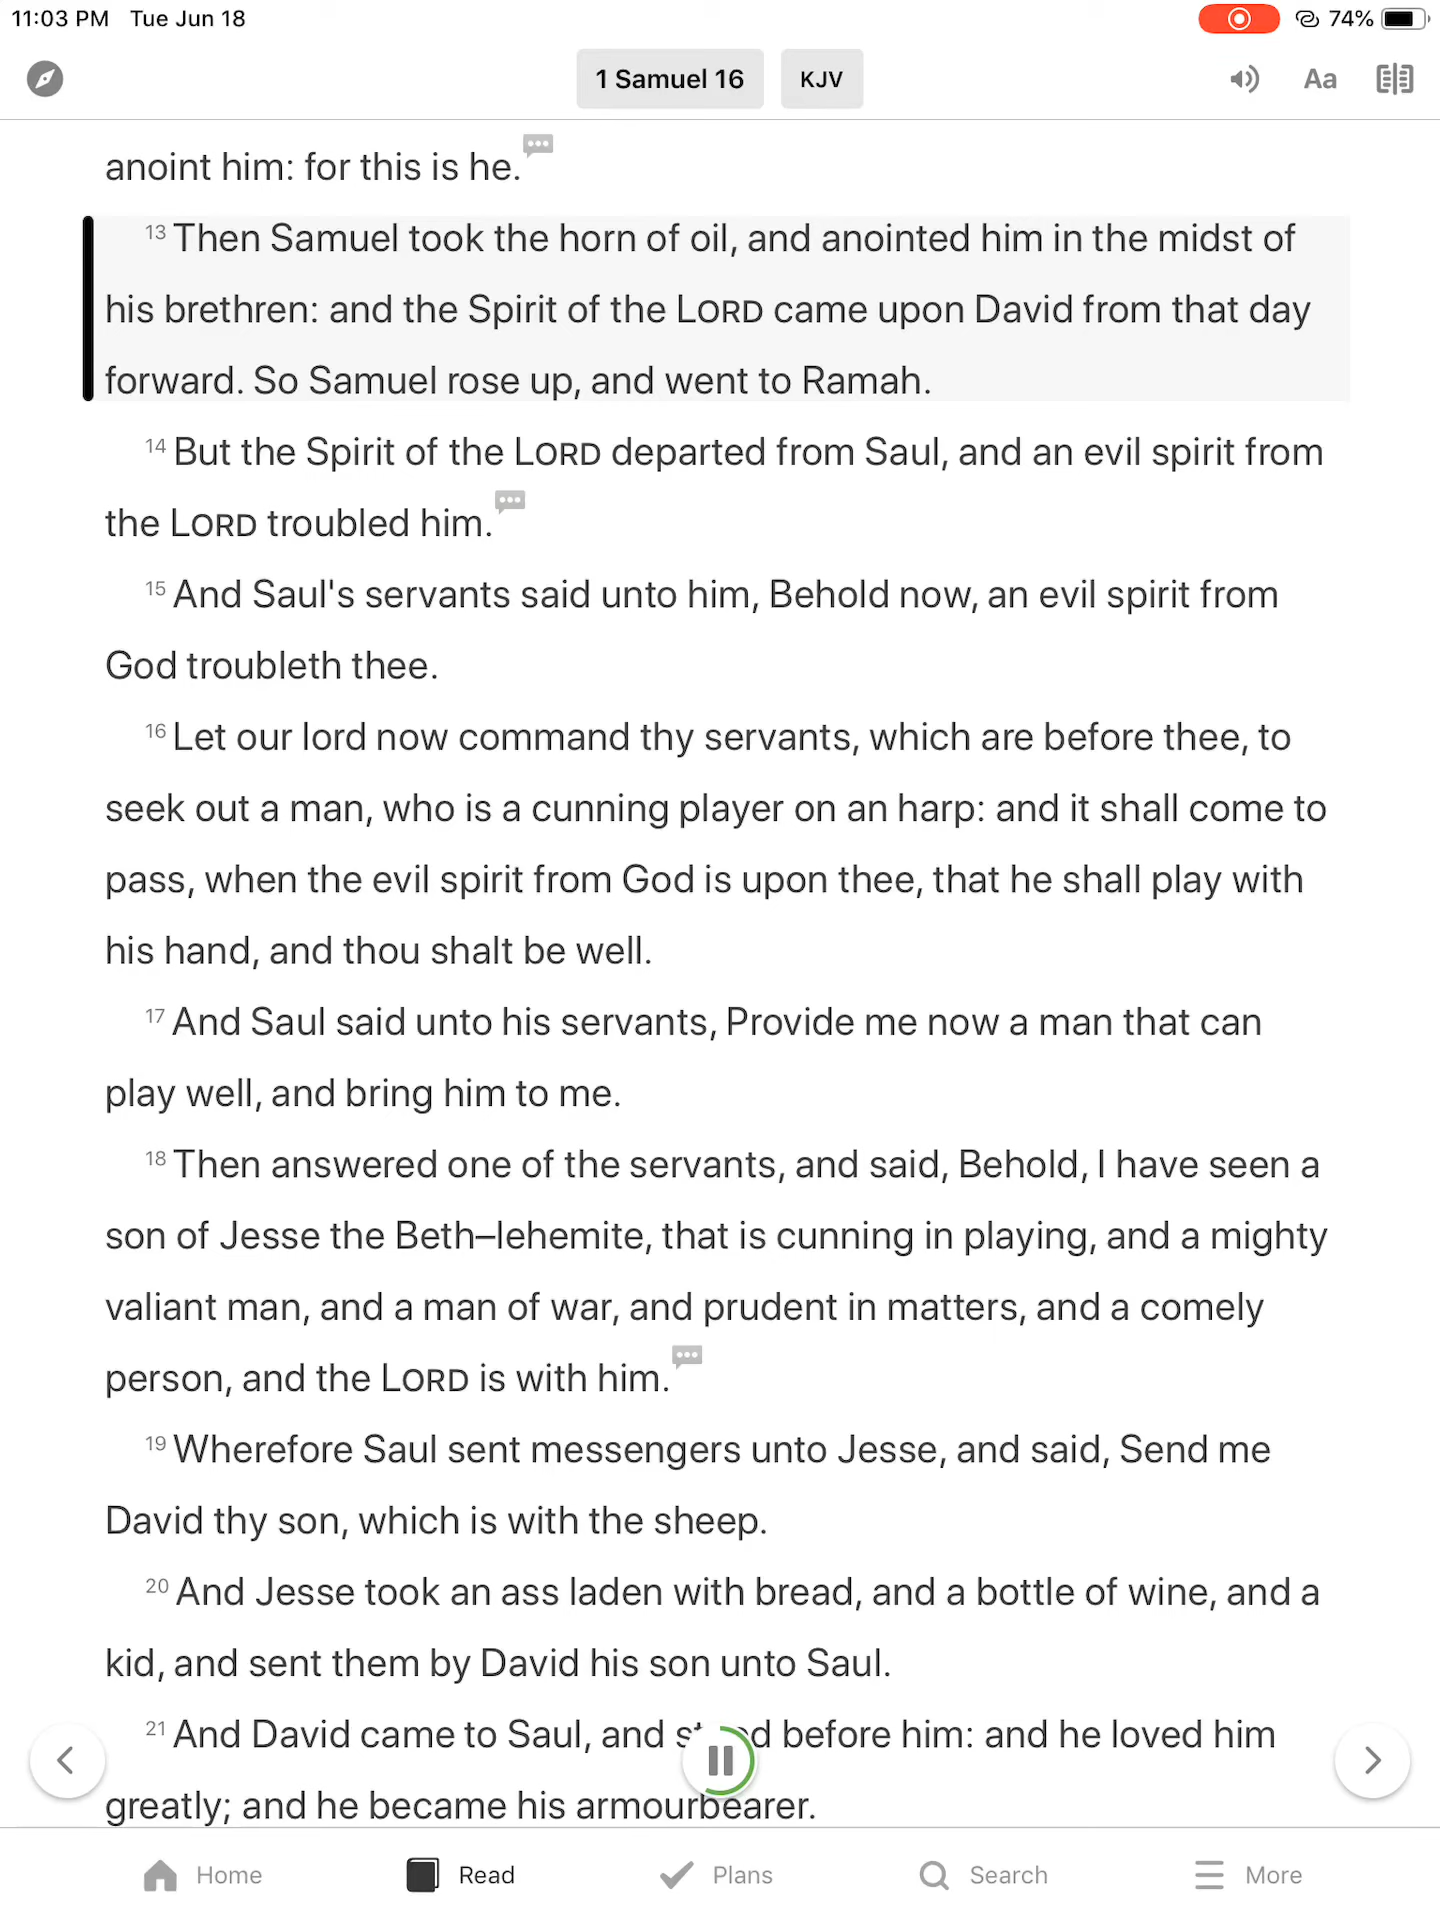 11:03 PM Tue Jun 18 74%
1 Samuel 16 KJV Aa
anoint him: for this is he.
13 Then Samuel took the horn of oil, and anointed him in the midst of
his brethren: and the Spirit of the LORD came upon David from that day
forward. So Samuel rose up, and went to Ramah.
14 But the Spirit of the LORD departed from Saul, and an evil spirit from
the LORD troubled him.
15 And Saul's servants said unto him, Behold now, an evil spirit from
God troubleth thee.
16 Let our lord now command thy servants, which are before thee, to
seek out a man, who is a cunning player on an harp: and it shall come to
pass, when the evil spirit from God is upon thee, that he shall play with
his hand, and thou shalt be well.
17 And Saul said unto his servants, Provide me now a man that can
play well, and bring him to me.
18 Then answered one of the servants, and said, Behold, I have seen a
son of Jesse the Beth–lehemite, that is cunning in playing, and a mighty
valiant man, and a man of war, and prudent in matters, and a comely
person, and the LORD is with him.
19 Wherefore Saul sent messengers unto Jesse, and said, Send me
David thy son, which is with the sheep.
20 And Jesse took an ass laden with bread, and a bottle of wine, and a
kid, and sent them by David his son unto Saul.
21 And David came to Saul, and before him: and he loved him
greatly; and he became his armourbearer.
Home Read Plans Search More